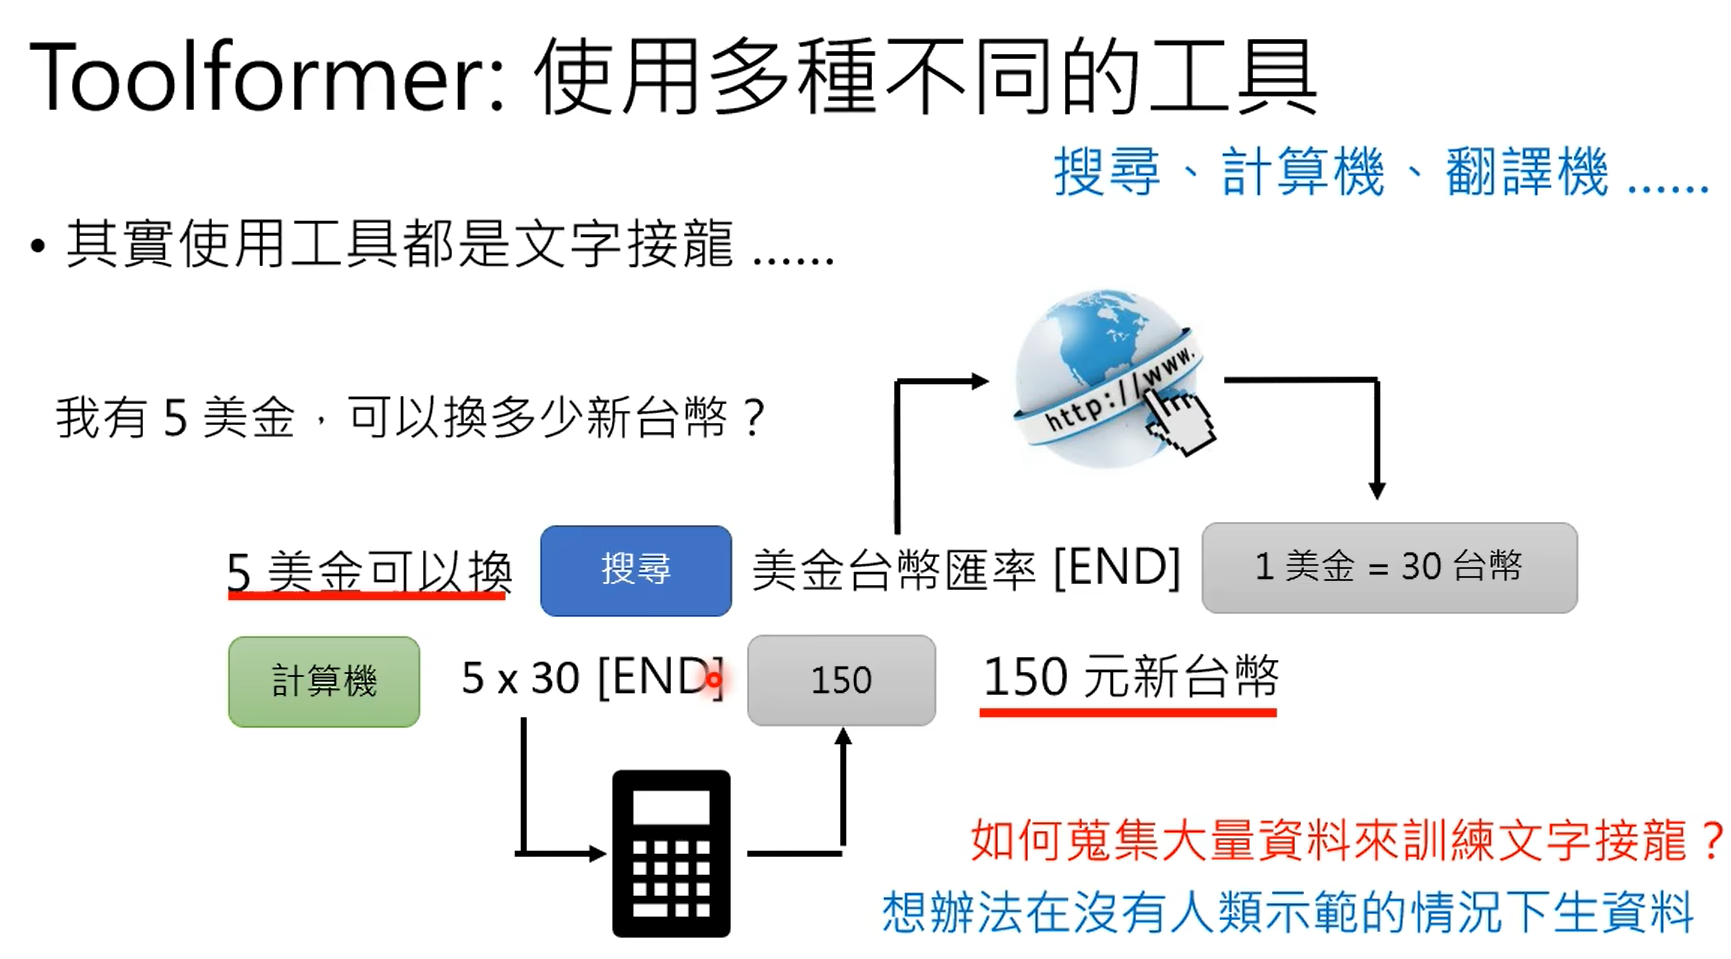 Toolformer: 使用多種不同的工具
搜尋、計算機、翻譯機 ......
• 其實使用工具都是文字接龍 ......
http://www.
我有 5 美金，可以換多少新台幣？
5 美金可以換 搜尋 美金台幣匯率 [END] 1 美金 = 30 台幣
計算機 5 x 30 [END] 150 150 元新台幣
如何蒐集大量資料來訓練文字接龍？
想辦法在沒有人類示範的情況下生資料